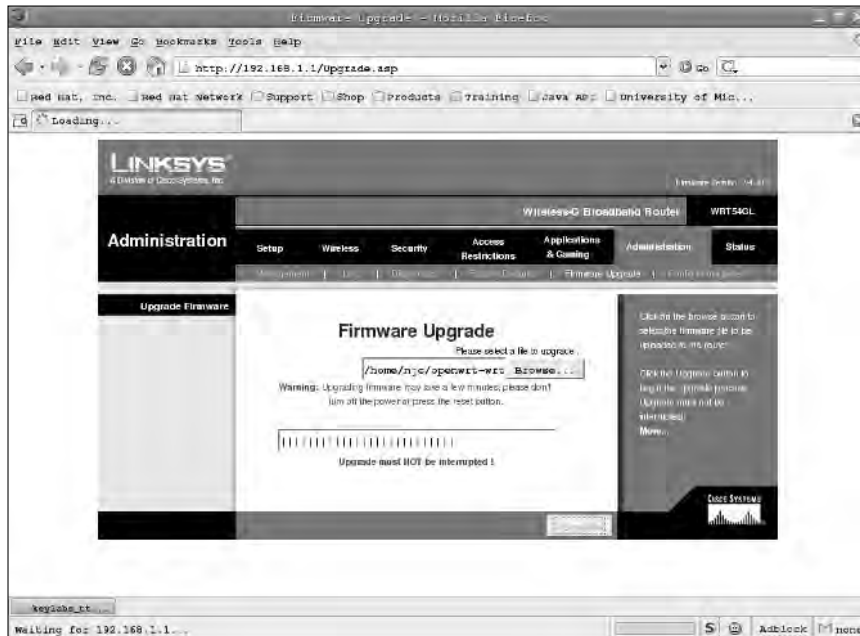 Firmware Upgrade - Mozilla Firefox
File Edit View Go Bookmarks Tools Help
http://192.168.1.1/Upgrade.asp
Go
Red Hat, Inc. Red Hat Network Support Shop Products Training Java API University of Mic...
Loading...
LINKSYS
A Division of Cisco Systems, Inc.
Wireless-G Broadband Router WRT54GL
Administration
Setup Wireless Security Access Restrictions Applications & Gaming Administration Status
Firmware Upgrade
Upgrade Firmware
Firmware Upgrade
Please select a file to upgrade
/home/njc/openwrt-wrt Browse...
Warning: Upgrading firmware may take a few minutes, please don't
turn off the power or press the reset button.
Upgrade must NOT be interrupted !
Click on the browse button to
select the firmware file to be
uploaded to the router.
Click the Upgrade button to
begin the upgrade process.
Upgrade must not be
interrupted.
More...
CISCO SYSTEMS
keylabs_tt
Waiting for 192.168.1.1...
S Adblock none